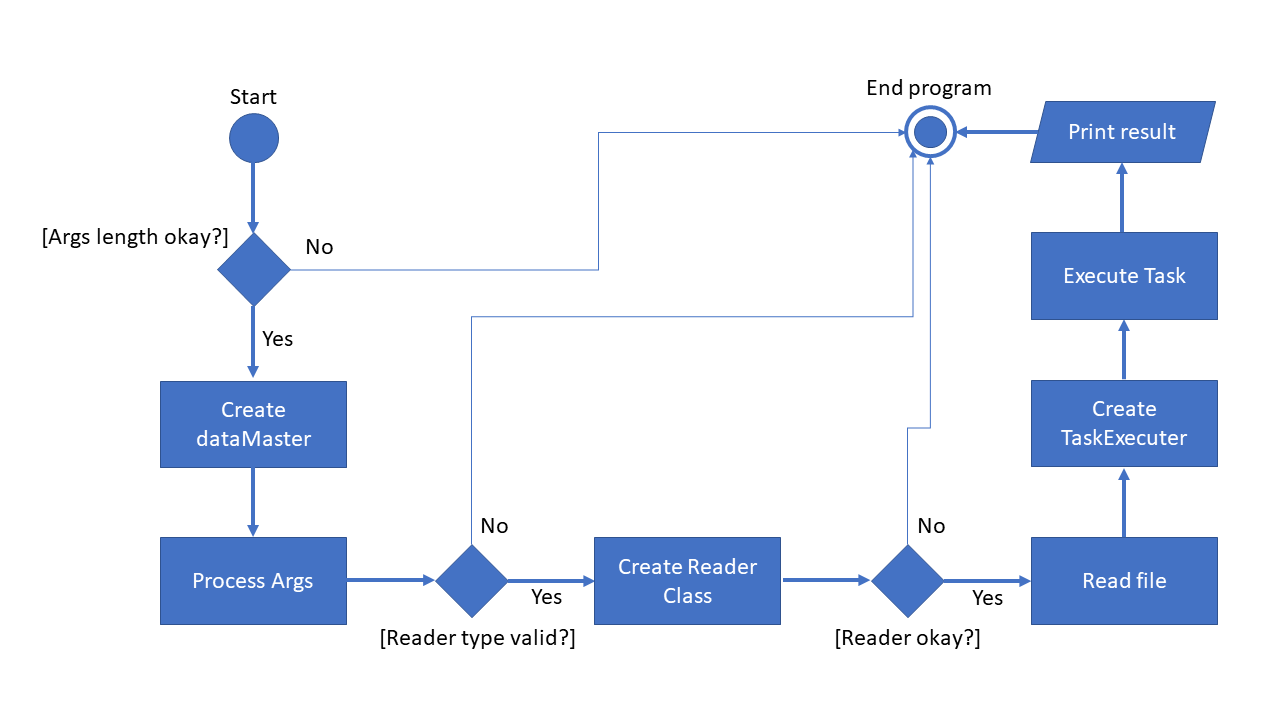 Start
End program
Print result
[Args length okay?]
No
Execute Task
Yes
Create
dataMaster
Create
TaskExecuter
No
No
Process Args
Create Reader
Class
Read file
Yes
Yes
[Reader type valid?]
[Reader okay?]